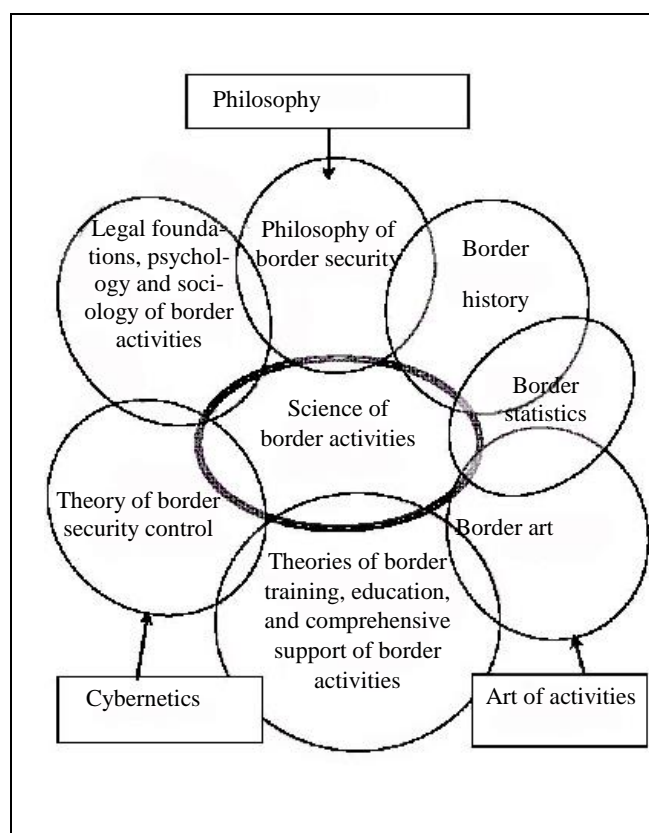 Philosophy
Philosophy of
border security
Legal founda-
tions, psychol-
ogy and soci-
ology of border
activities
Border
history
Border
statistics
Science of
border activities
Theory of border
security control
Border art
Theories of border
training, education,
and comprehensive
support of border
activities
Cybernetics
Art of activities